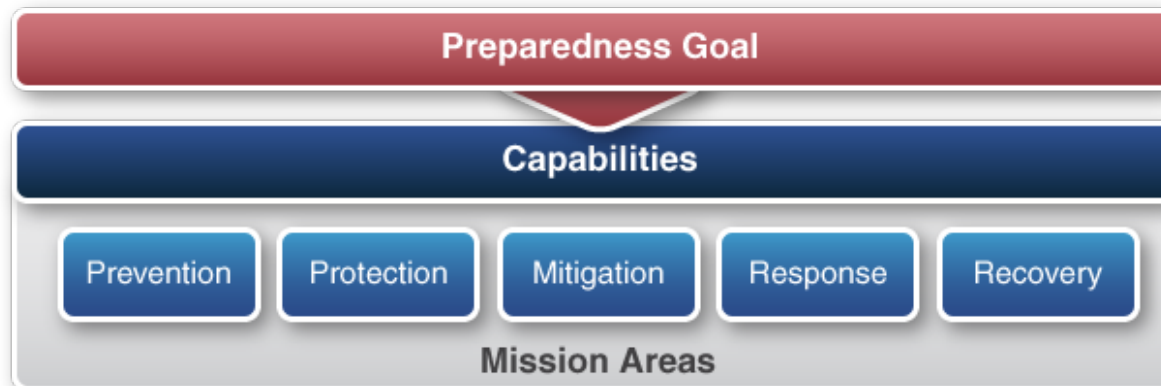 Preparedness Goal
Capabilities
Prevention Protection Mitigation Response Recovery
Mission Areas